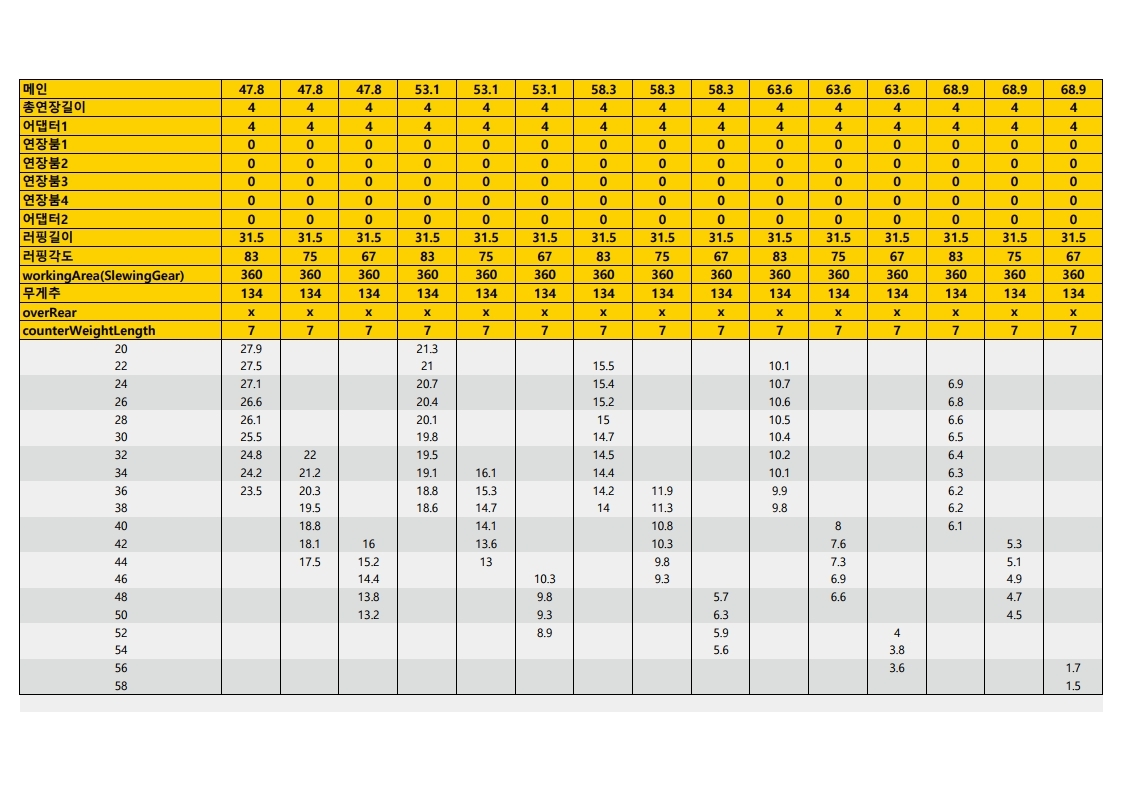 메인 47.8 47.8 47.8 53.1 53.1 53.1 58.3 58.3 58.3 63.6 63.6 63.6 68.9 68.9 68.9
총연장길이 4 4 4 4 4 4 4 4 4 4 4 4 4 4 4
어댑터1 4 4 4 4 4 4 4 4 4 4 4 4 4 4 4
연장붐1 0 0 0 0 0 0 0 0 0 0 0 0 0 0 0
연장붐2 0 0 0 0 0 0 0 0 0 0 0 0 0 0 0
연장붐3 0 0 0 0 0 0 0 0 0 0 0 0 0 0 0
연장붐4 0 0 0 0 0 0 0 0 0 0 0 0 0 0 0
어댑터2 0 0 0 0 0 0 0 0 0 0 0 0 0 0 0
러핑길이 31.5 31.5 31.5 31.5 31.5 31.5 31.5 31.5 31.5 31.5 31.5 31.5 31.5 31.5 31.5
러핑각도 83 75 67 83 75 67 83 75 67 83 75 67 83 75 67
workingArea(SlewingGear) 360 360 360 360 360 360 360 360 360 360 360 360 360 360 360
무게추 134 134 134 134 134 134 134 134 134 134 134 134 134 134 134
overRear x x x x x x x x x x x x x x x
counterWeightLength 7 7 7 7 7 7 7 7 7 7 7 7 7 7 7
20 27.9 21.3
22 27.5 21 15.5 10.1
24 27.1 20.7 15.4 10.7 6.9
26 26.6 20.4 15.2 10.6 6.8
28 26.1 20.1 15 10.5 6.6
30 25.5 19.8 14.7 10.4 6.5
32 24.8 22 19.5 14.5 10.2 6.4
34 24.2 21.2 19.1 16.1 14.4 10.1 6.3
36 23.5 20.3 18.8 15.3 14.2 11.9 9.9 6.2
38 19.5 18.6 14.7 14 11.3 9.8 6.2
40 18.8 14.1 10.8 8 6.1
42 18.1 16 13.6 10.3 7.6 5.3
44 17.5 15.2 13 9.8 7.3 5.1
46 14.4 10.3 9.3 6.9 4.9
48 13.8 9.8 5.7 6.6 4.7
50 13.2 9.3 6.3 4.5
52 8.9 5.9 4
54 5.6 3.8
56 3.6 1.7
58 1.5